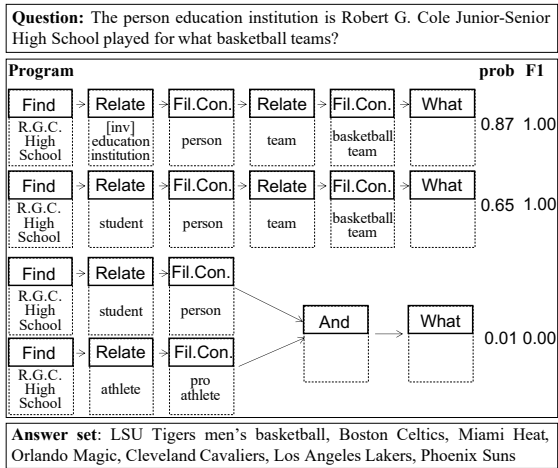 Question: The person education institution is Robert G. Cole Junior-Senior
High School played for what basketball teams?
Program prob F1
Find Relate Fil.Con. Relate Fil.Con. What
R.G.C. High School [inv] education institution person team basketball team
0.87 1.00
Find Relate Fil.Con. Relate Fil.Con. What
R.G.C. High School student person team basketball team
0.65 1.00
Find Relate Fil.Con.
R.G.C. High School student person
And What
0.01 0.00
Find Relate Fil.Con.
R.G.C. High School athlete pro athlete
Answer set: LSU Tigers men's basketball, Boston Celtics, Miami Heat,
Orlando Magic, Cleveland Cavaliers, Los Angeles Lakers, Phoenix Suns